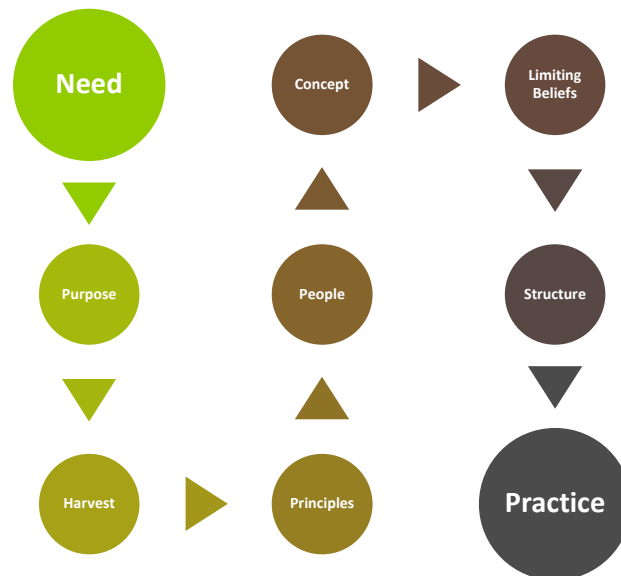 Need
Purpose
Harvest
Principles
People
Concept
Limiting
Beliefs
Structure
Practice